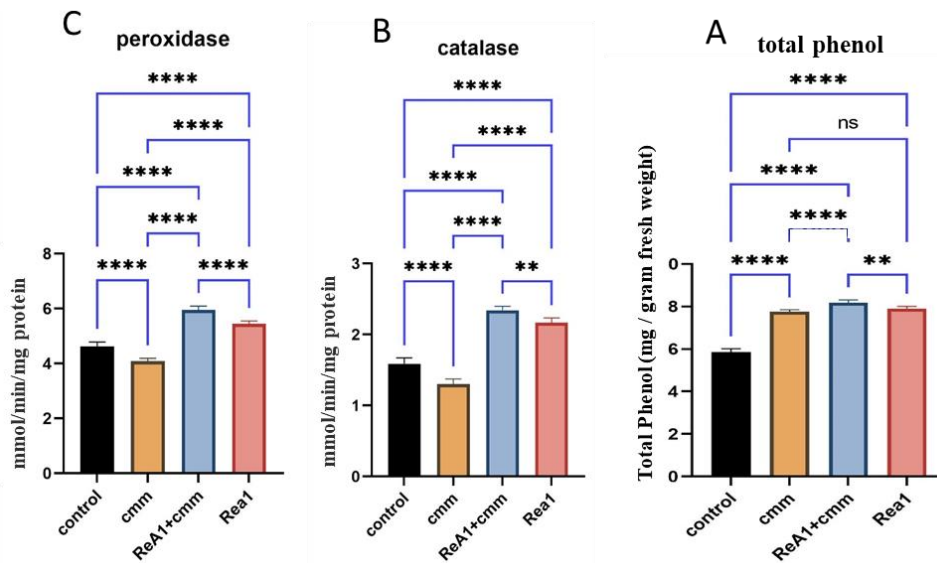 C
peroxidase
****
****
****
****
****
****
8
6
4
2
0
mmol/min/mg protein
control
cmm
ReA1+cmm
Rea1
B
catalase
****
****
****
****
****
**
3
2
1
0
mmol/min/mg protein
control
cmm
ReA1+cmm
Rea1
A
total phenol
****
ns
****
****
****
**
0
8
6
4
2
0
Total Phenol (mg / gram fresh weight)
control
cmm
ReA1+cmm
Rea1